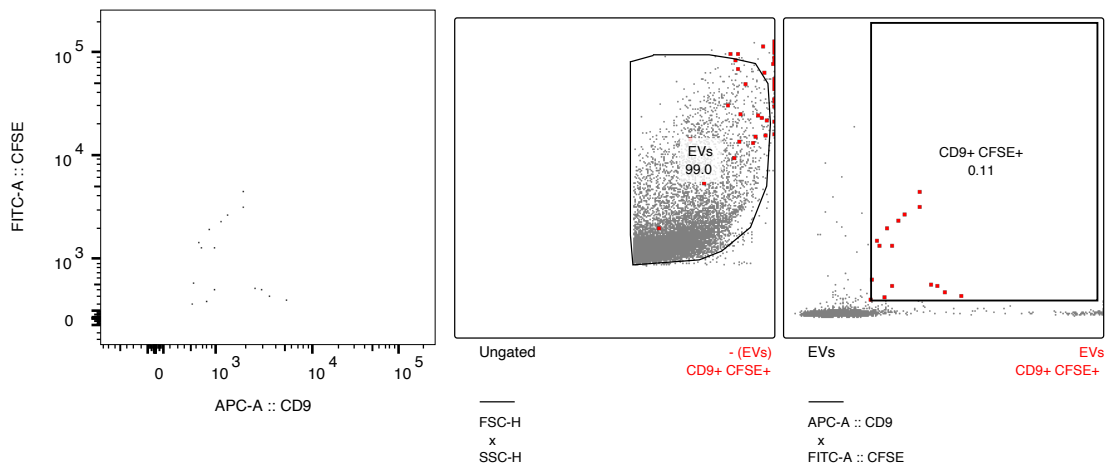 FITC-A :: CFSE
10 5
10 4
10 3
0
0
10 3
10 4
10 5
APC-A :: CD9
EVs
99.0
Ungated
- (EVs)
CD9+ CFSE+
FSC-H
x
SSC-H
CD9+ CFSE+
0.11
EVs
EVs
CD9+ CFSE+
APC-A :: CD9
x
FITC-A :: CFSE